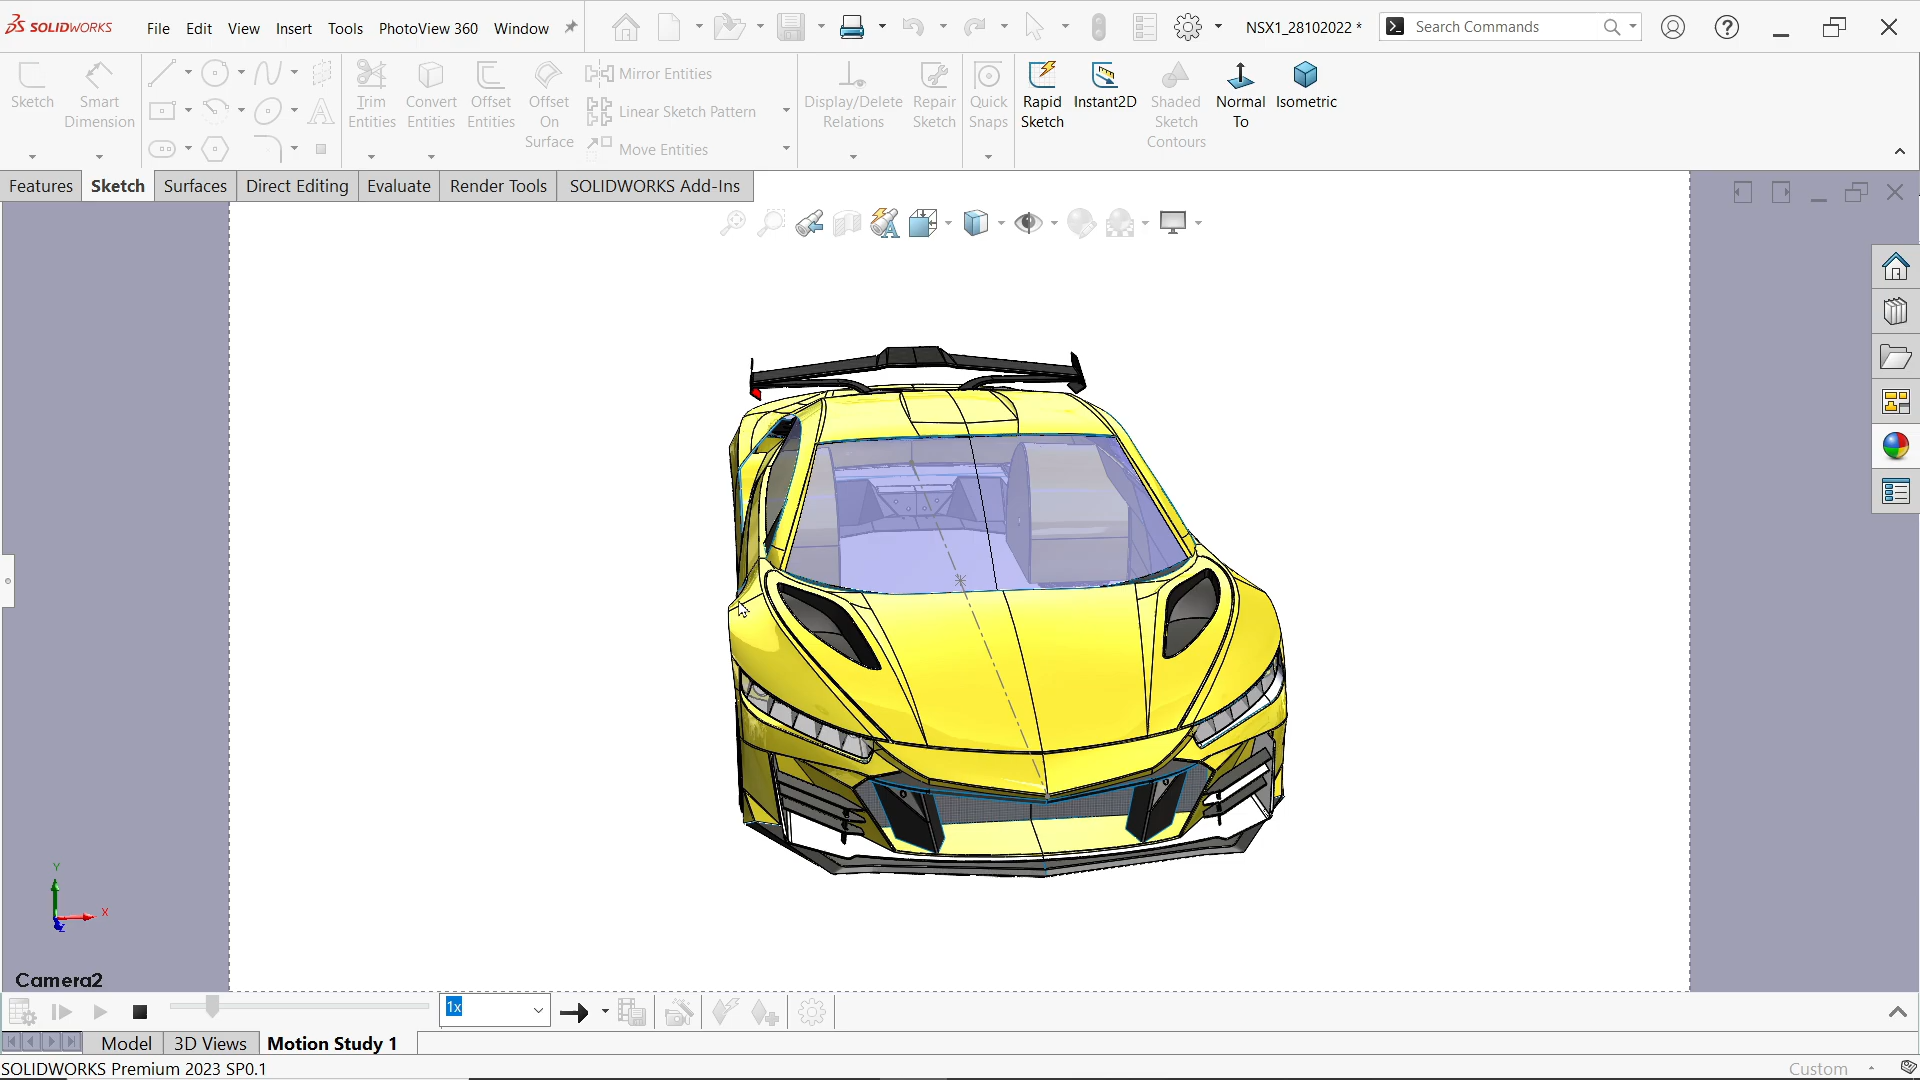 SOLIDWORKS File Edit View Insert Tools PhotoView 360 Window NSX1_28102022 * Search Commands
Sketch Smart Dimension Trim Entities Convert Entities Offset Entities Offset On Surface Mirror Entities Linear Sketch Pattern Move Entities Display/Delete Relations Repair Sketch Quick Snaps Rapid Sketch Instant2D Shaded Sketch Contours Normal To Isometric
Features Sketch Surfaces Direct Editing Evaluate Render Tools SOLIDWORKS Add-Ins
Y
X
Z
Camera2
1x
Model 3D Views Motion Study 1
SOLIDWORKS Premium 2023 SP0.1 Custom